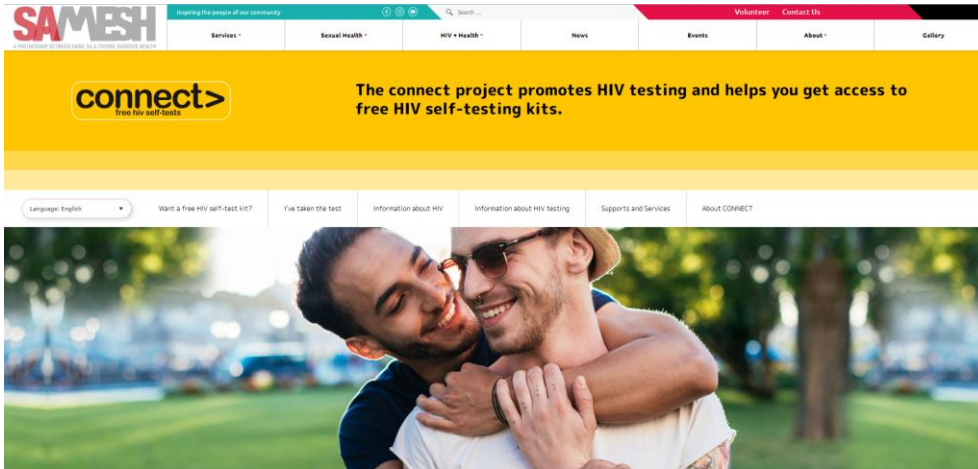 SAMESH
A PARTNERSHIP BETWEEN SHINE SA & THORNE HARBOUR HEALTH
Inspiring the people of our community
Search ...
Volunteer Contact Us
Services Sexual Health HIV + Health News Events About Gallery
connect>
free hiv self-tests
The connect project promotes HIV testing and helps you get access to
free HIV self-testing kits.
Language: English Want a free HIV self-test kit? I've taken the test Information about HIV Information about HIV testing Supports and Services About CONNECT